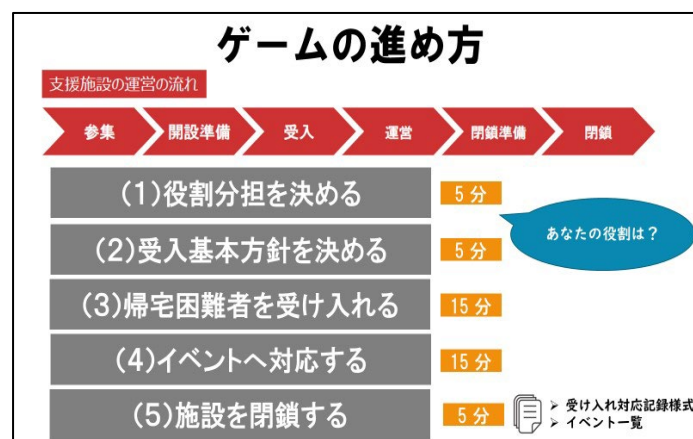 ゲームの進め方
支援施設の運営の流れ
参集 開設準備 受入 運営 閉鎖準備 閉鎖
(1)役割分担を決める 5分
あなたの役割は？
(2)受入基本方針を決める 5分
(3)帰宅困難者を受け入れる 15分
(4)イベントへ対応する 15分
(5)施設を閉鎖する 5分
➢ 受け入れ対応記録様式
➢ イベント一覧